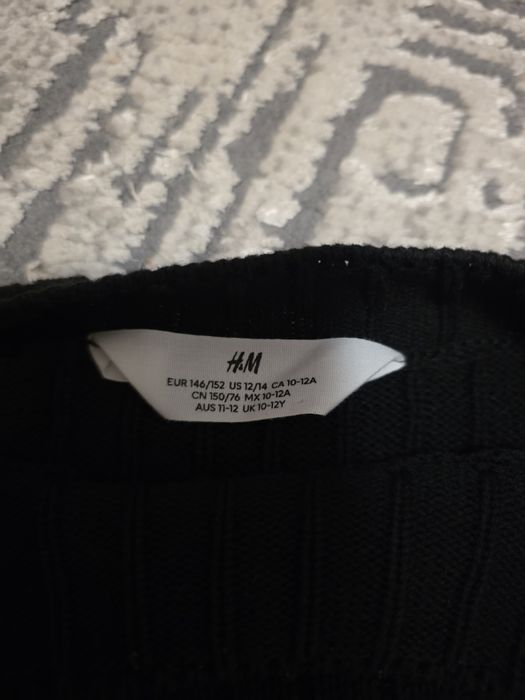 H&M
EUR 146/152 US 12/14 CA 10-12A
CN 150/76 MX 10-12A
AUS 11-12 UK 10-12Y